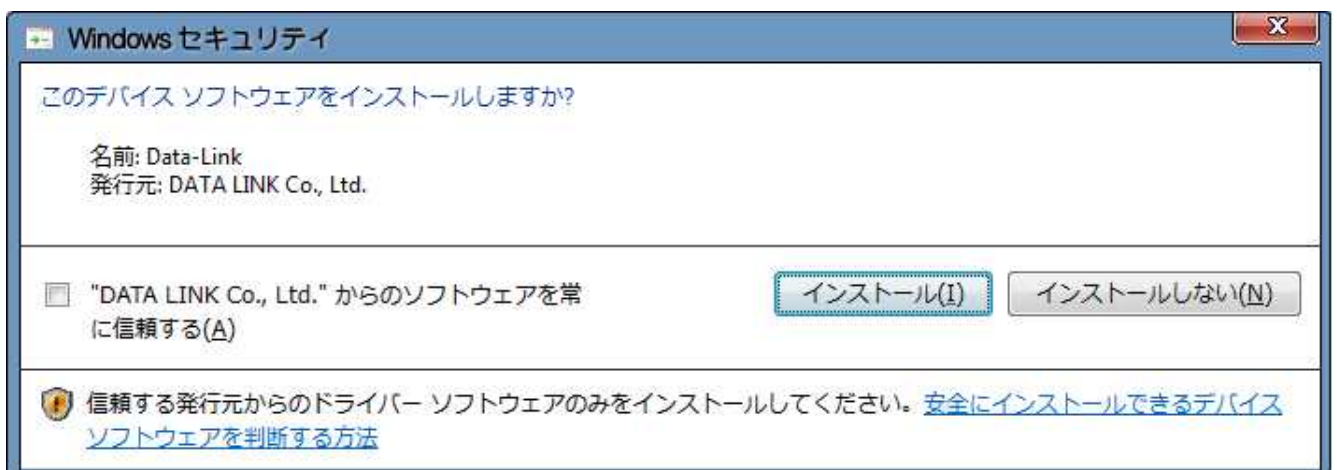 Windows セキュリティ
このデバイス ソフトウェアをインストールしますか?
名前: Data-Link
発行元: DATA LINK Co., Ltd.
"DATA LINK Co., Ltd." からのソフトウェアを常
に信頼する(A)
インストール(I)
インストールしない(N)
信頼する発行元からのドライバー ソフトウェアのみをインストールしてください。安全にインストールできるデバイス
ソフトウェアを判断する方法